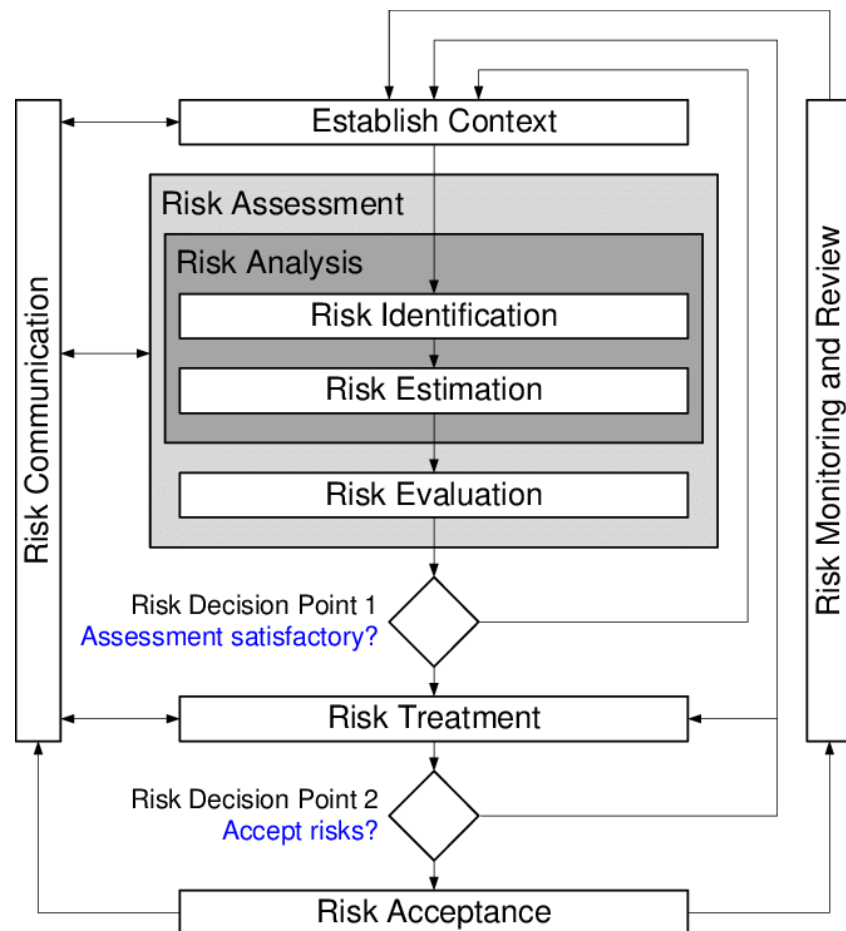 Establish Context
Risk Assessment
Risk Analysis
Risk Identification
Risk Estimation
Risk Evaluation
Risk Decision Point 1
Assessment satisfactory?
Risk Treatment
Risk Decision Point 2
Accept risks?
Risk Acceptance
Risk Communication
Risk Monitoring and Review